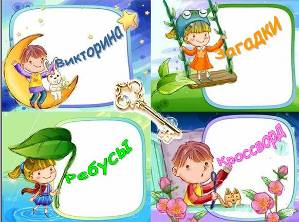 Викторина
Загадки
Ребусы
Кроссворд